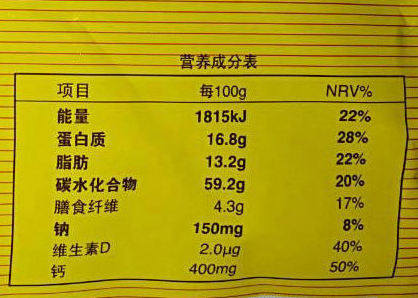 营养成分表
项目 每100g NRV%
能量 1815kJ 22%
蛋白质 16.8g 28%
脂肪 13.2g 22%
碳水化合物 59.2g 20%
膳食纤维 4.3g 17%
钠 150mg 8%
维生素D 2.0μg 40%
钙 400mg 50%